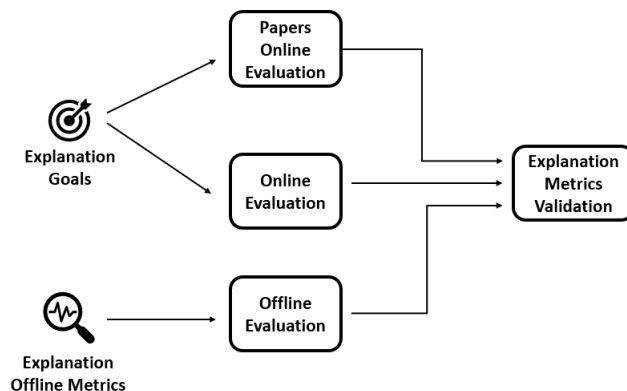 Papers
Online
Evaluation
Explanation
Goals
Online
Evaluation
Explanation
Metrics
Validation
Offline
Evaluation
Explanation
Offline Metrics